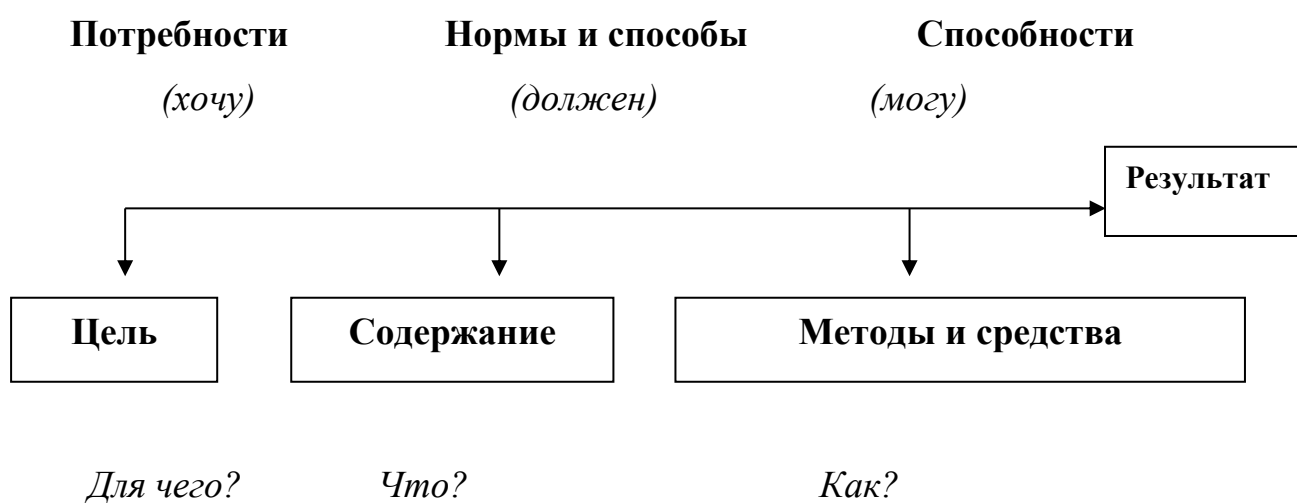 Потребности Нормы и способы Способности
(хочу) (должен) (могу)
Результат
Цель Содержание Методы и средства
Для чего? Что? Как?